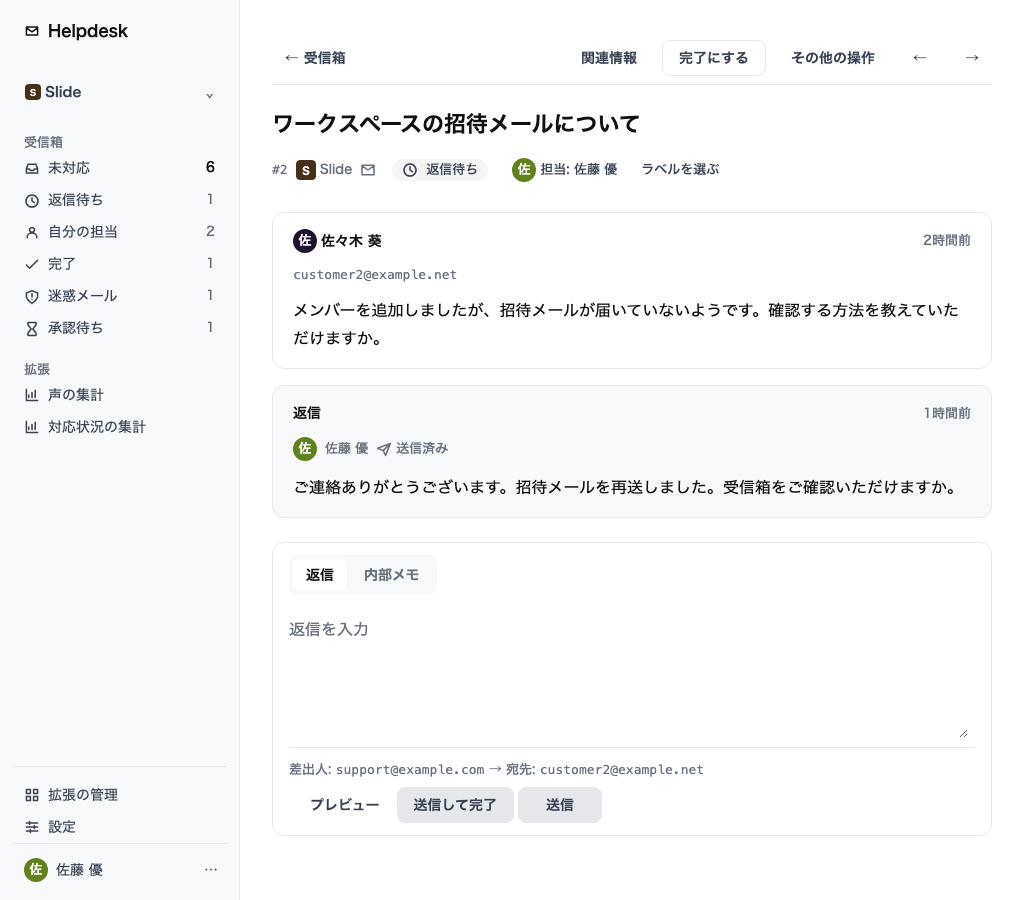 Helpdesk
S Slide
受信箱
未対応 6
返信待ち 1
自分の担当 2
完了 1
迷惑メール 1
承認待ち 1
拡張
声の集計
対応状況の集計
拡張の管理
設定
佐 佐藤 優 …
← 受信箱 関連情報 完了にする その他の操作 ← →
ワークスペースの招待メールについて
#2 S Slide 返信待ち 佐 担当: 佐藤 優 ラベルを選ぶ
佐 佐々木 葵 2時間前
customer2@example.net
メンバーを追加しましたが、招待メールが届いていないようです。確認する方法を教えていた
だけますか。
返信 1時間前
佐 佐藤 優 送信済み
ご連絡ありがとうございます。招待メールを再送しました。受信箱をご確認いただけますか。
返信 内部メモ
返信を入力
差出人: support@example.com → 宛先: customer2@example.net
プレビュー 送信して完了 送信